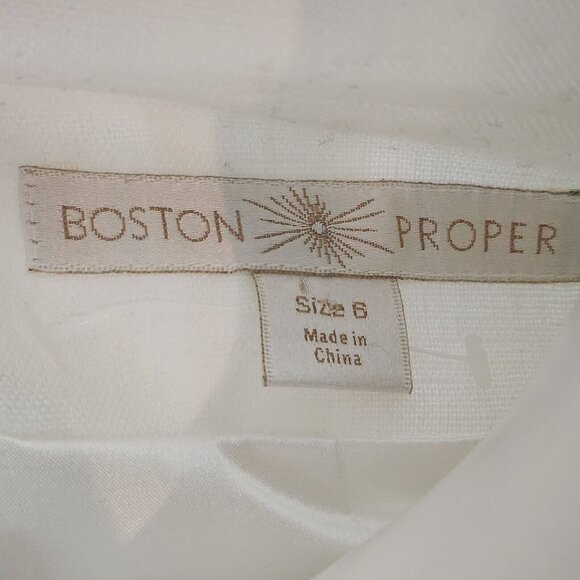 BOSTON PROPER
Size 6
Made in
China